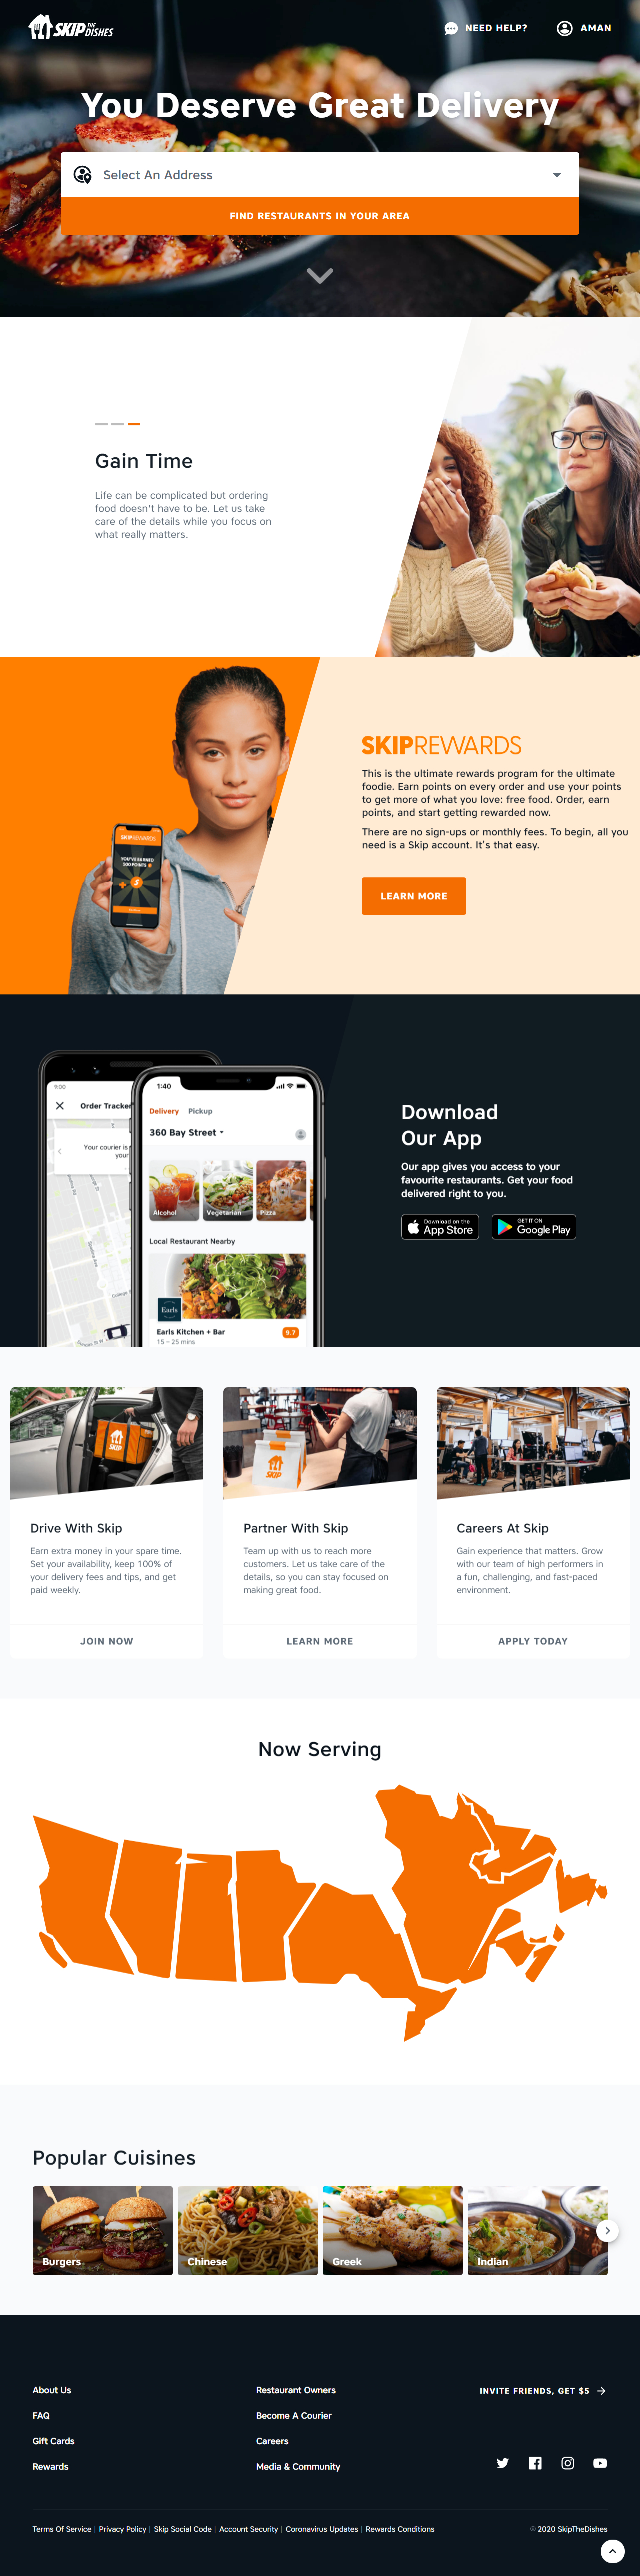 SKIP THE DISHES
NEED HELP?
AMAN
You Deserve Great Delivery
Select An Address
FIND RESTAURANTS IN YOUR AREA
Gain Time
Life can be complicated but ordering
food doesn't have to be. Let us take
care of the details while you focus on
what really matters.
SKIPREWARDS
YOU'VE EARNED
500 POINTS
SKIPREWARDS
This is the ultimate rewards program for the ultimate
foodie. Earn points on every order and use your points
to get more of what you love: free food. Order, earn
points, and start getting rewarded now.
There are no sign-ups or monthly fees. To begin, all you
need is a Skip account. It's that easy.
LEARN MORE
9:00
Order Tracker
Your courier is
your
1:40
Delivery Pickup
360 Bay Street
Alcohol
Vegetarian
Pizza
Local Restaurant Nearby
Earls
Earls Kitchen + Bar
9.7
15 – 25 mins
Download
Our App
Our app gives you access to your
favourite restaurants. Get your food
delivered right to you.
Download on the
App Store
GET IT ON
Google Play
SKIP
SKIP
Drive With Skip
Earn extra money in your spare time.
Set your availability, keep 100% of
your delivery fees and tips, and get
paid weekly.
JOIN NOW
Partner With Skip
Team up with us to reach more
customers. Let us take care of the
details, so you can stay focused on
making great food.
LEARN MORE
Careers At Skip
Gain experience that matters. Grow
with our team of high performers in
a fun, challenging, and fast-paced
environment.
APPLY TODAY
Now Serving
Popular Cuisines
Burgers
Chinese
Greek
Indian
About Us
FAQ
Gift Cards
Rewards
Restaurant Owners
Become A Courier
Careers
Media & Community
INVITE FRIENDS, GET $5
Terms Of Service | Privacy Policy | Skip Social Code | Account Security | Coronavirus Updates | Rewards Conditions
© 2020 SkipTheDishes